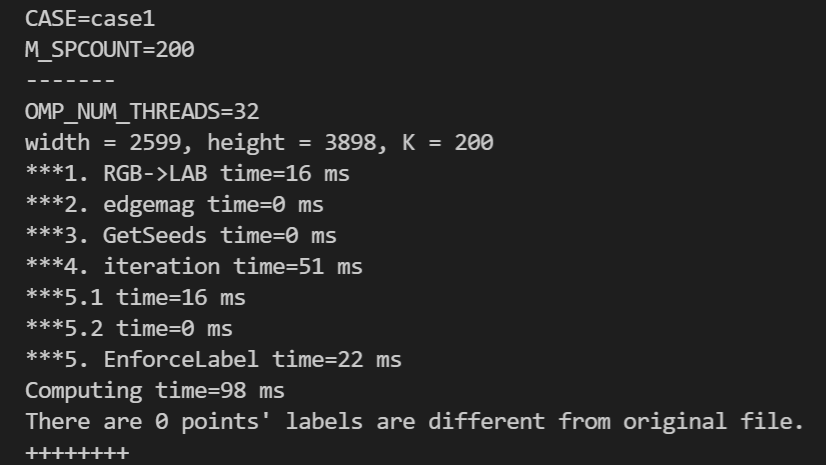 CASE=case1
M_SPCOUNT=200
-------
OMP_NUM_THREADS=32
width = 2599, height = 3898, K = 200
***1. RGB->LAB time=16 ms
***2. edgemag time=0 ms
***3. GetSeeds time=0 ms
***4. iteration time=51 ms
***5.1 time=16 ms
***5.2 time=0 ms
***5. EnforceLabel time=22 ms
Computing time=98 ms
There are 0 points' labels are different from original file.
++++++++